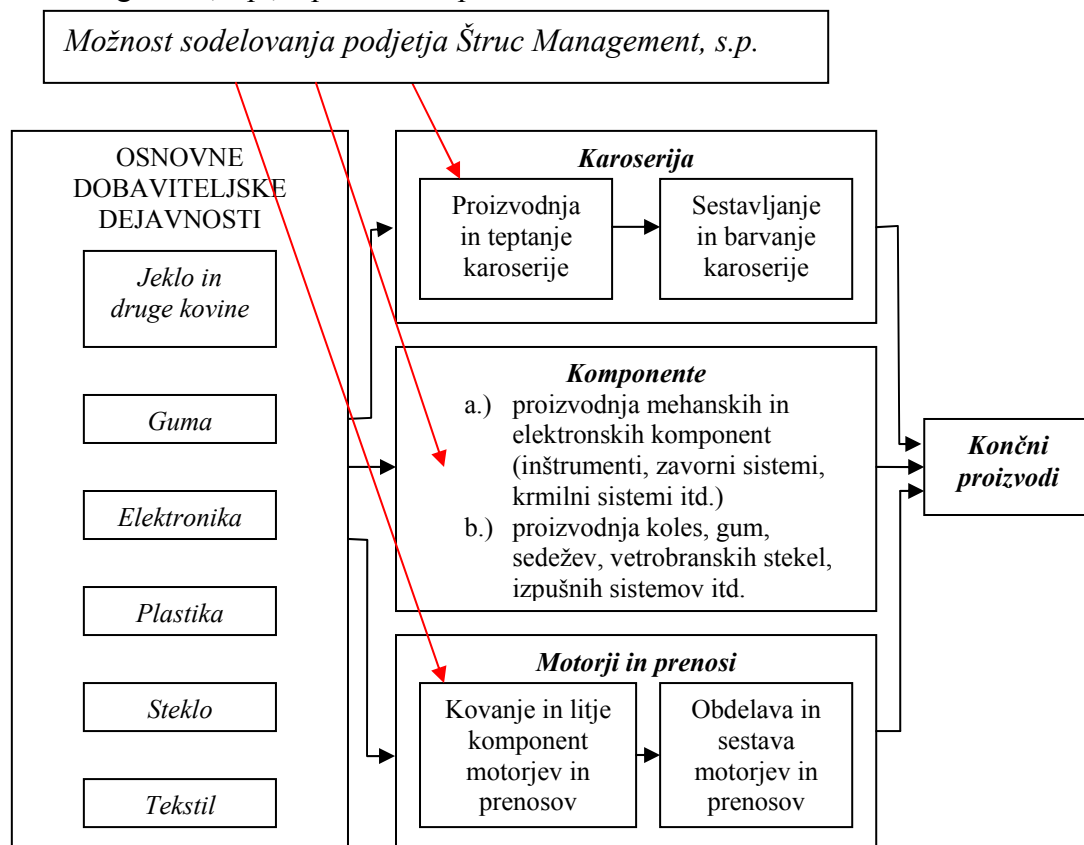 Možnost sodelovanja podjetja Štruc Management, s.p.
OSNOVNE
DOBAVITELJSKE
DEJAVNOSTI
Jeklo in
druge kovine
Guma
Elektronika
Plastika
Steklo
Tekstil
Karoserija
Proizvodnja
in teptanje
karoserije
Sestavljanje
in barvanje
karoserije
Komponente
a.) proizvodnja mehanskih in
elektronskih komponent
(inštrumenti, zavorni sistemi,
krmilni sistemi itd.)
b.) proizvodnja koles, gum,
sedežev, vetrobranskih stekel,
izpušnih sistemov itd.
Motorji in prenosi
Kovanje in litje
komponent
motorjev in
prenosov
Obdelava in
sestava
motorjev in
prenosov
Končni
proizvodi